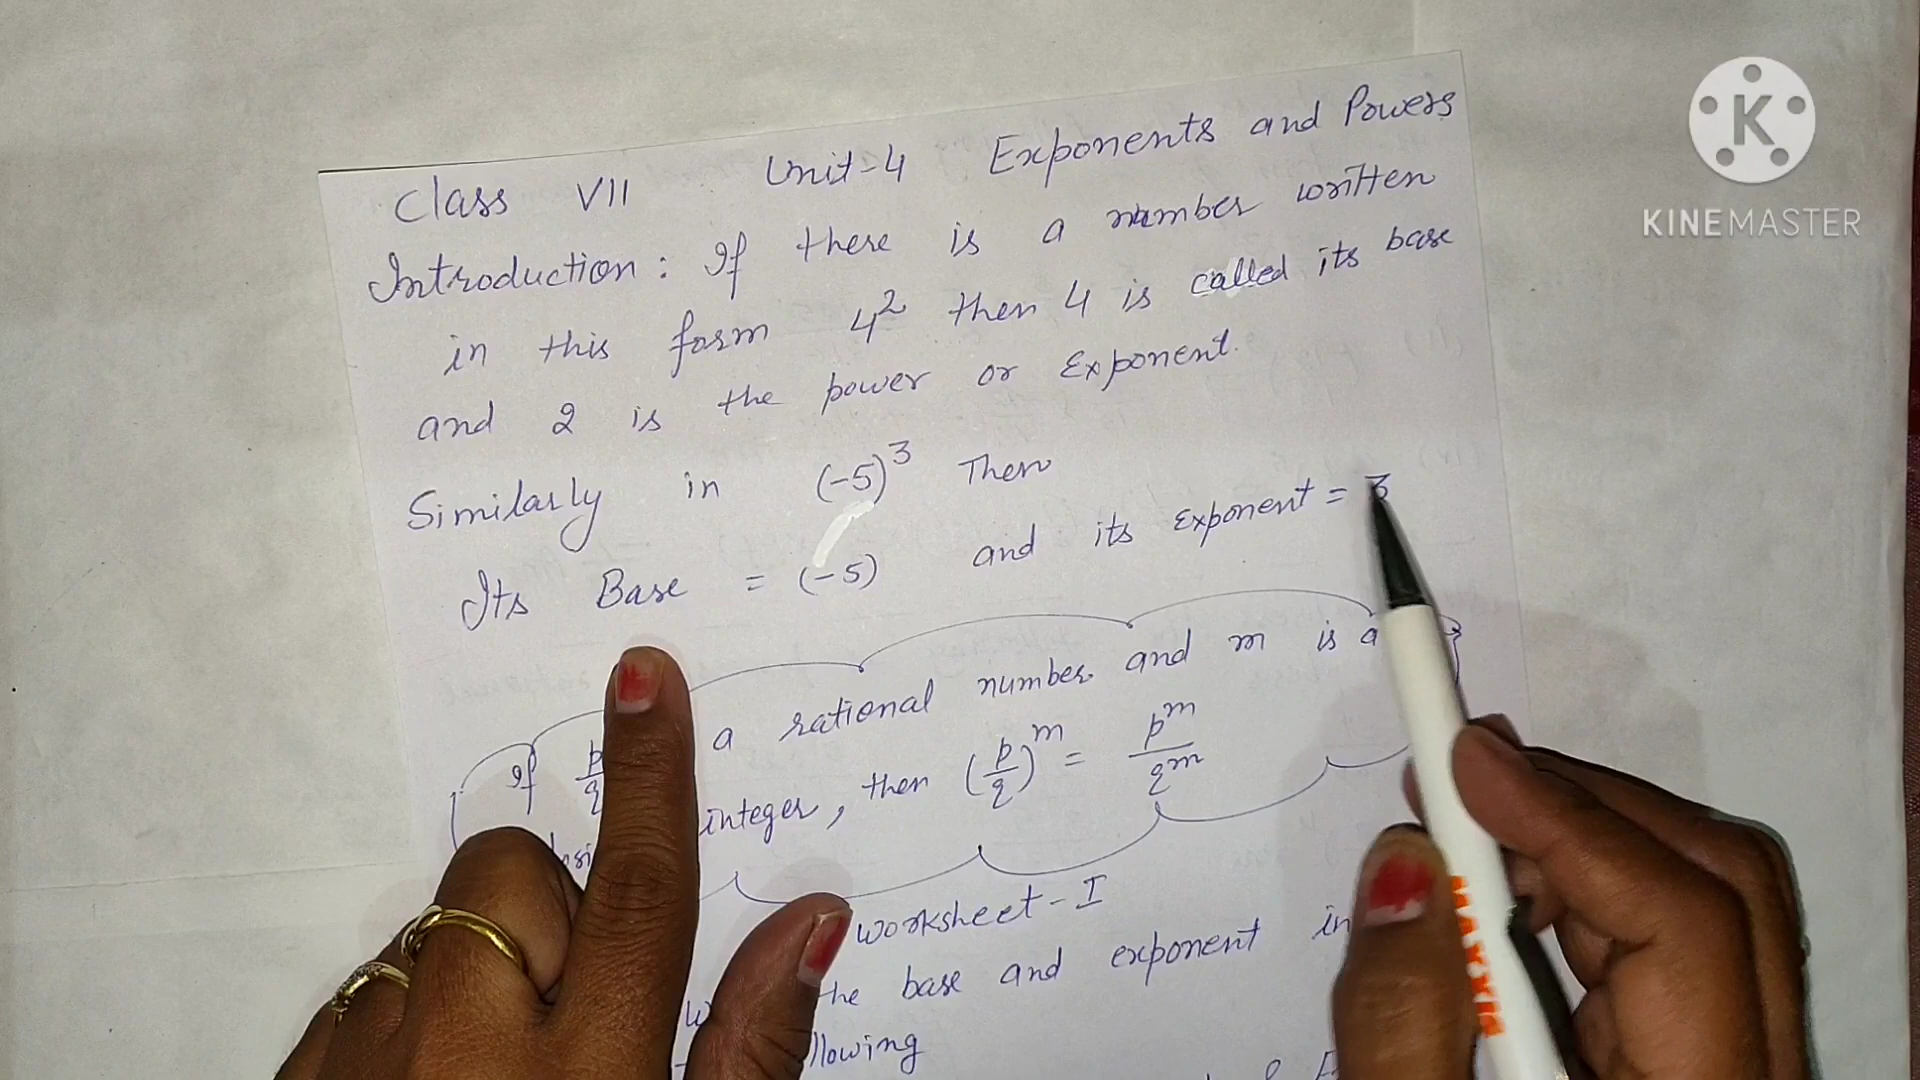 Class VII Unit-4 Exponents and Powers
Introduction: If there is a number written
in this form 4² then 4 is called its base
and 2 is the power or Exponent.
Similarly in (-5)³ Then
Its Base = (-5) and its Exponent = 3
If p/q a rational number and m is a
integer, then (p/q)^m = p^m/q^m
Worksheet-I
the base and exponent in
KINEMASTER